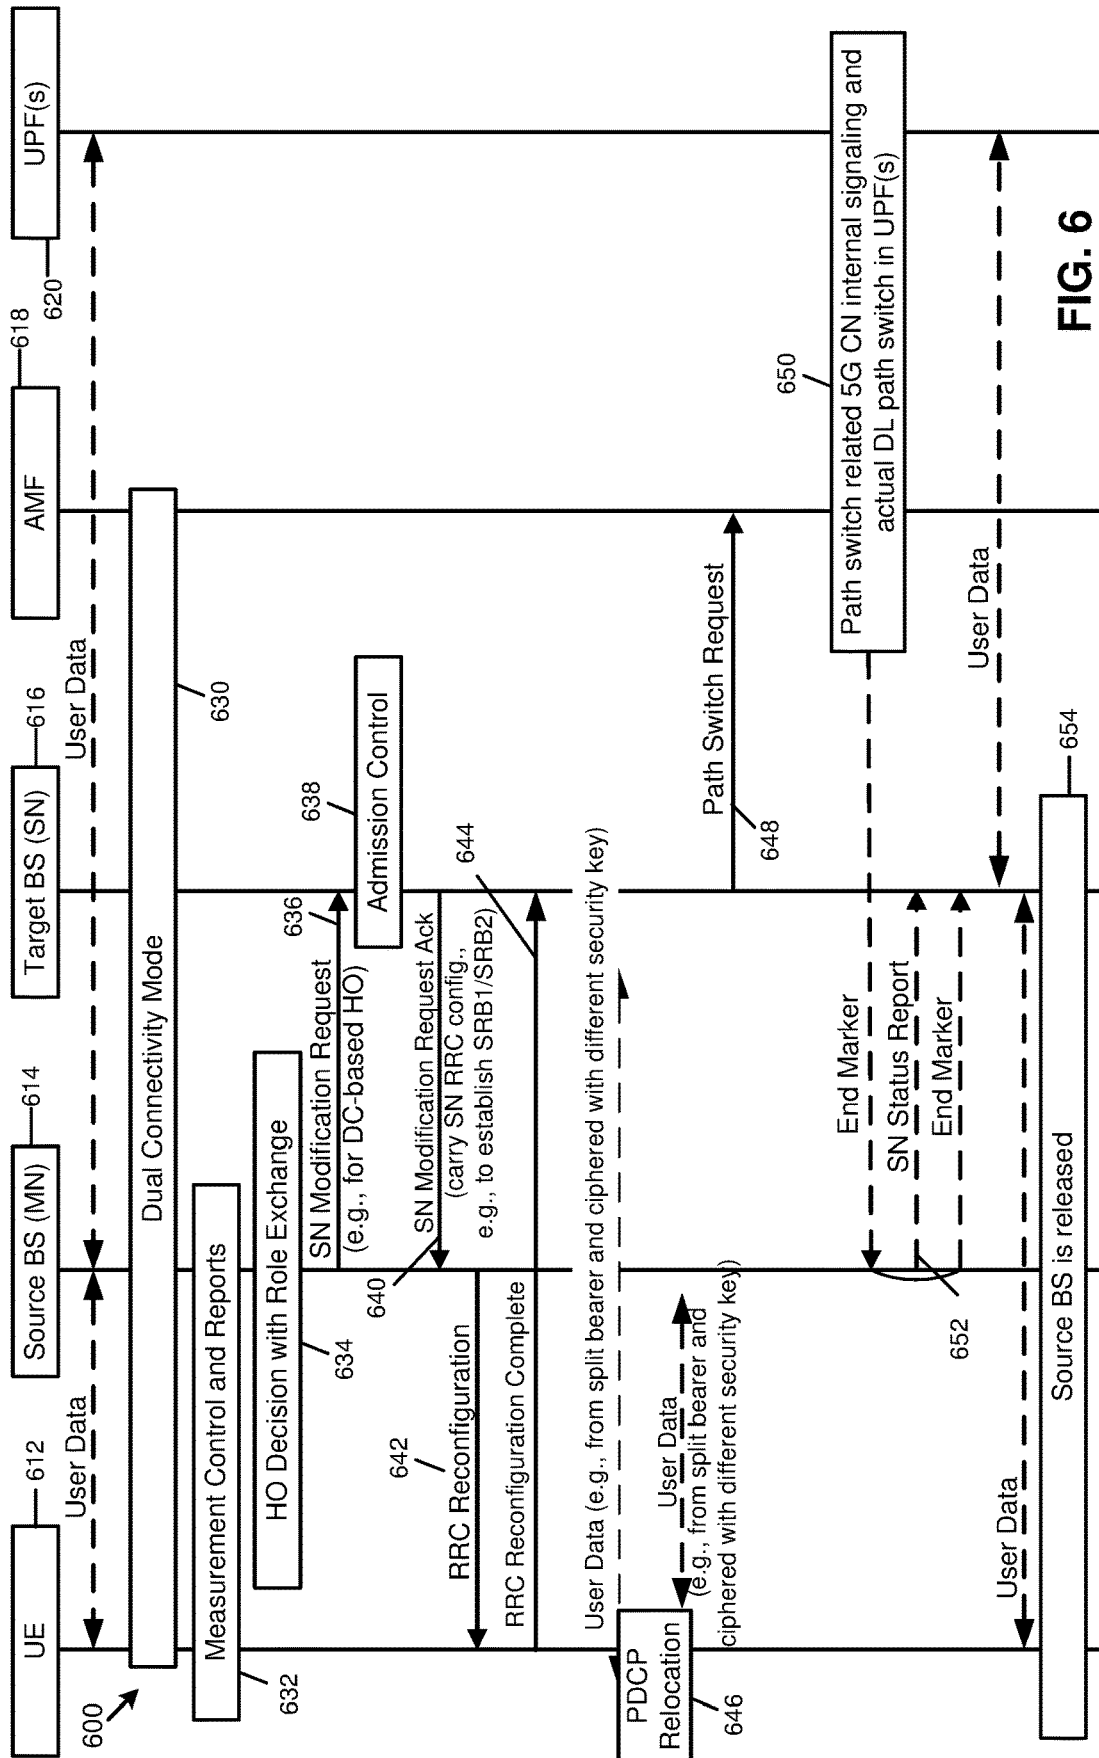 600
UE
612
Source BS (MN)
614
Target BS (SN)
616
AMF
618
UPF(s)
620
User Data
User Data
Dual Connectivity Mode
630
Measurement Control and Reports
632
HO Decision with Role Exchange
634
SN Modification Request
(e.g., for DC-based HO)
636
Admission Control
638
SN Modification Request Ack
(carry SN RRC config.,
e.g., to establish SRB1/SRB2)
640
RRC Reconfiguration
642
RRC Reconfiguration Complete
644
User Data (e.g., from split bearer and ciphered with different security key)
PDCP
Relocation
646
User Data
(e.g., from split bearer and
ciphered with different security key)
Path Switch Request
648
Path switch related 5G CN internal signaling and
actual DL path switch in UPF(s)
650
End Marker
SN Status Report
End Marker
652
User Data
User Data
Source BS is released
654
FIG. 6